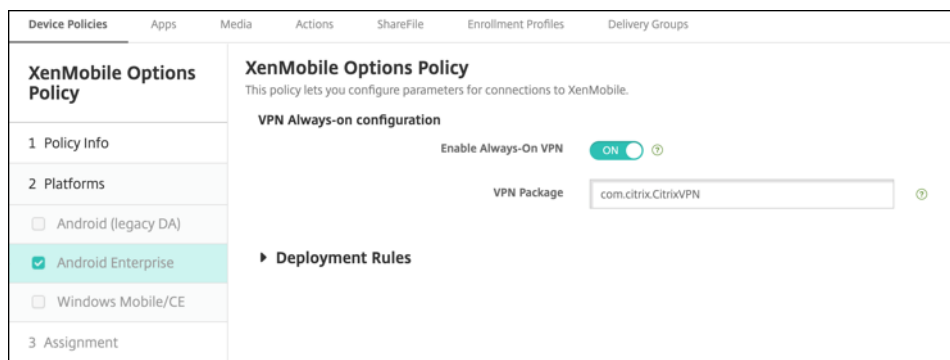 Device Policies Apps Media Actions ShareFile Enrollment Profiles Delivery Groups
XenMobile Options
Policy
1 Policy Info
2 Platforms
Android (legacy DA)
Android Enterprise
Windows Mobile/CE
3 Assignment
XenMobile Options Policy
This policy lets you configure parameters for connections to XenMobile.
VPN Always-on configuration
Enable Always-On VPN ON ?
VPN Package com.citrix.CitrixVPN ?
Deployment Rules